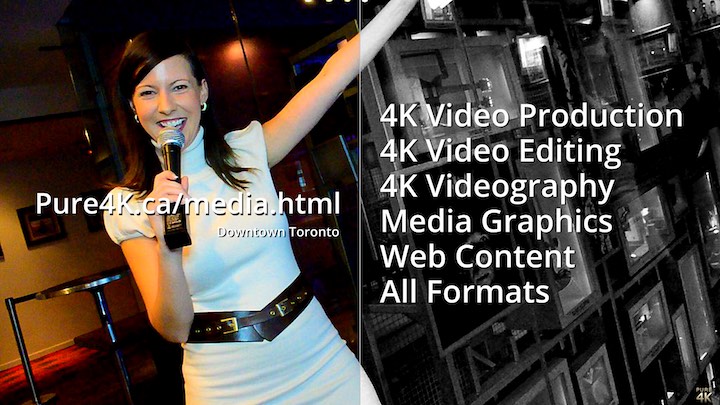 Pure4K.ca/media.html
Downtown Toronto
4K Video Production
4K Video Editing
4K Videography
Media Graphics
Web Content
All Formats
PURE
4K